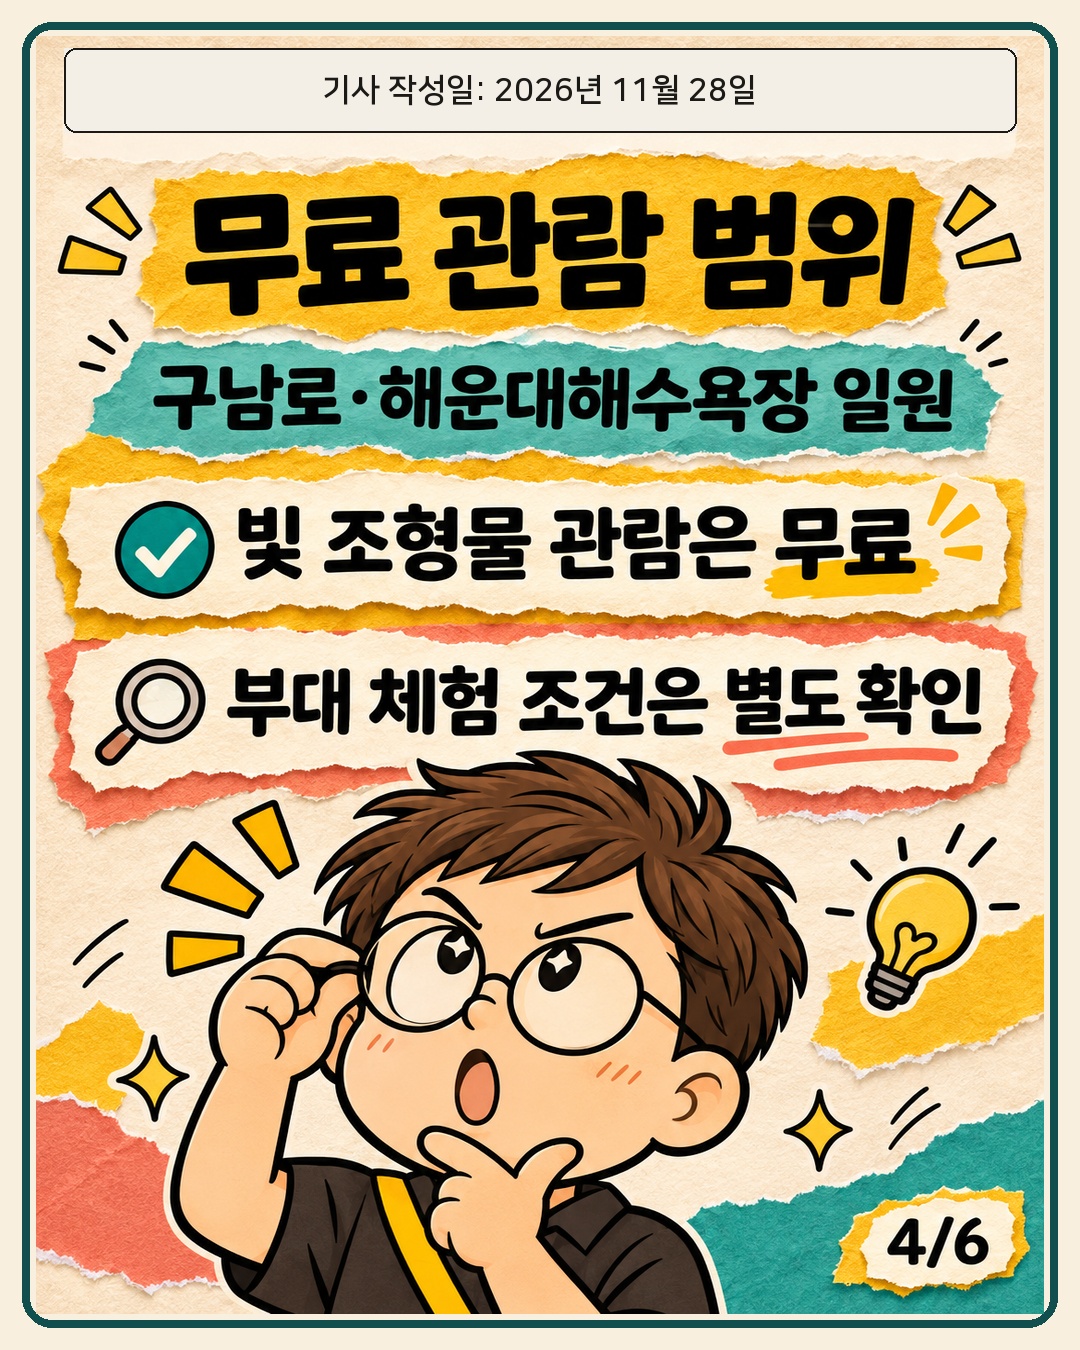 기사 작성일: 2026년 11월 28일
무료 관람 범위
구남로·해운대해수욕장 일원
빛 조형물 관람은 무료
부대 체험 조건은 별도 확인
4/6